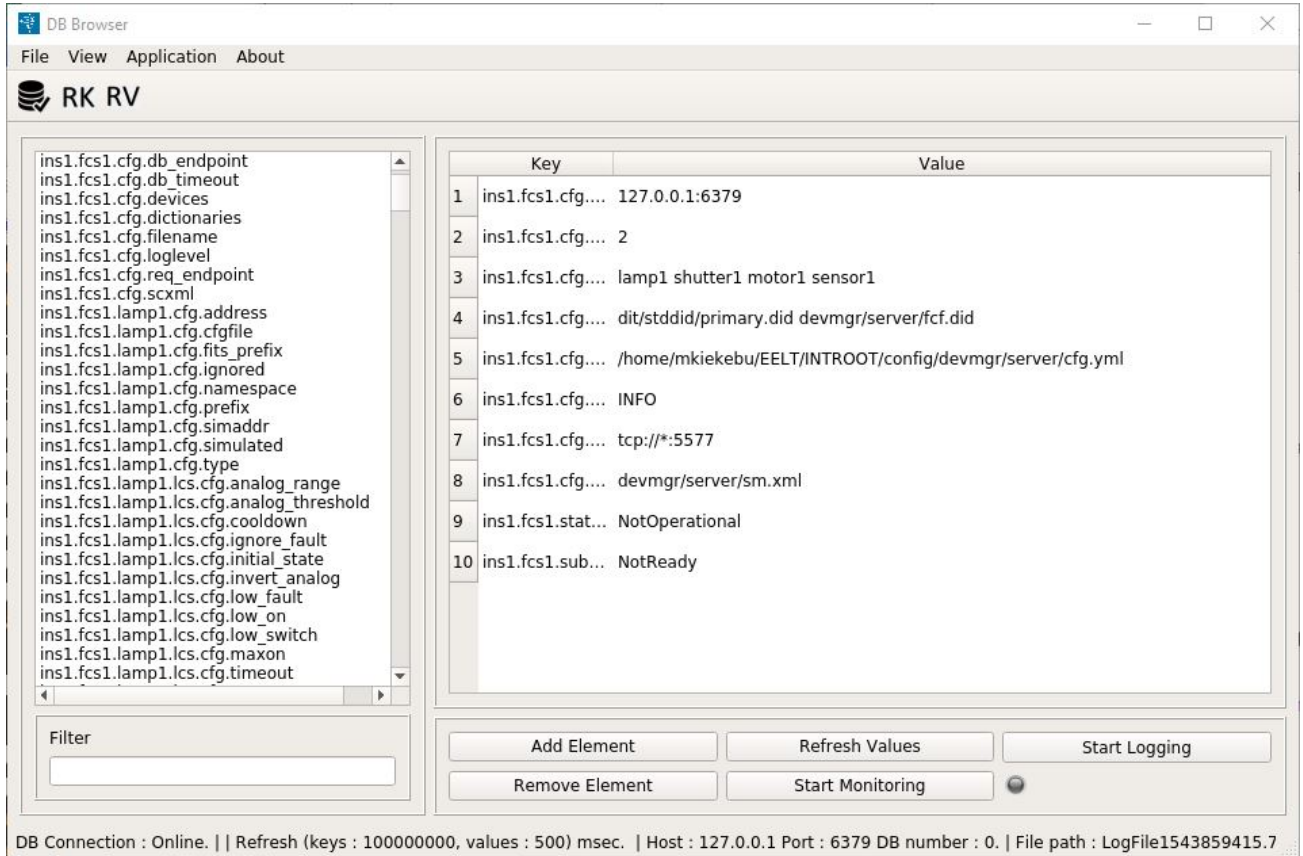 DB Browser
File View Application About
RK RV
ins1.fcs1.cfg.db_endpoint
ins1.fcs1.cfg.db_timeout
ins1.fcs1.cfg.devices
ins1.fcs1.cfg.dictionaries
ins1.fcs1.cfg.filename
ins1.fcs1.cfg.loglevel
ins1.fcs1.cfg.req_endpoint
ins1.fcs1.cfg.scxml
ins1.fcs1.lamp1.cfg.address
ins1.fcs1.lamp1.cfg.cfgfile
ins1.fcs1.lamp1.cfg.fits_prefix
ins1.fcs1.lamp1.cfg.ignored
ins1.fcs1.lamp1.cfg.namespace
ins1.fcs1.lamp1.cfg.prefix
ins1.fcs1.lamp1.cfg.simaddr
ins1.fcs1.lamp1.cfg.simulated
ins1.fcs1.lamp1.cfg.type
ins1.fcs1.lamp1.lcs.cfg.analog_range
ins1.fcs1.lamp1.lcs.cfg.analog_threshold
ins1.fcs1.lamp1.lcs.cfg.cooldown
ins1.fcs1.lamp1.lcs.cfg.ignore_fault
ins1.fcs1.lamp1.lcs.cfg.initial_state
ins1.fcs1.lamp1.lcs.cfg.invert_analog
ins1.fcs1.lamp1.lcs.cfg.low_fault
ins1.fcs1.lamp1.lcs.cfg.low_on
ins1.fcs1.lamp1.lcs.cfg.low_switch
ins1.fcs1.lamp1.lcs.cfg.maxon
ins1.fcs1.lamp1.lcs.cfg.timeout
Filter
Key Value
1 ins1.fcs1.cfg.... 127.0.0.1:6379
2 ins1.fcs1.cfg.... 2
3 ins1.fcs1.cfg.... lamp1 shutter1 motor1 sensor1
4 ins1.fcs1.cfg.... dit/stddid/primary.did devmgr/server/fcf.did
5 ins1.fcs1.cfg.... /home/mkiekebu/EELT/INTROOT/config/devmgr/server/cfg.yml
6 ins1.fcs1.cfg.... INFO
7 ins1.fcs1.cfg.... tcp://*:5577
8 ins1.fcs1.cfg.... devmgr/server/sm.xml
9 ins1.fcs1.stat... NotOperational
10 ins1.fcs1.sub... NotReady
Add Element Refresh Values Start Logging
Remove Element Start Monitoring
DB Connection : Online. | | Refresh (keys : 100000000, values : 500) msec. | Host : 127.0.0.1 Port : 6379 DB number : 0. | File path : LogFile1543859415.7